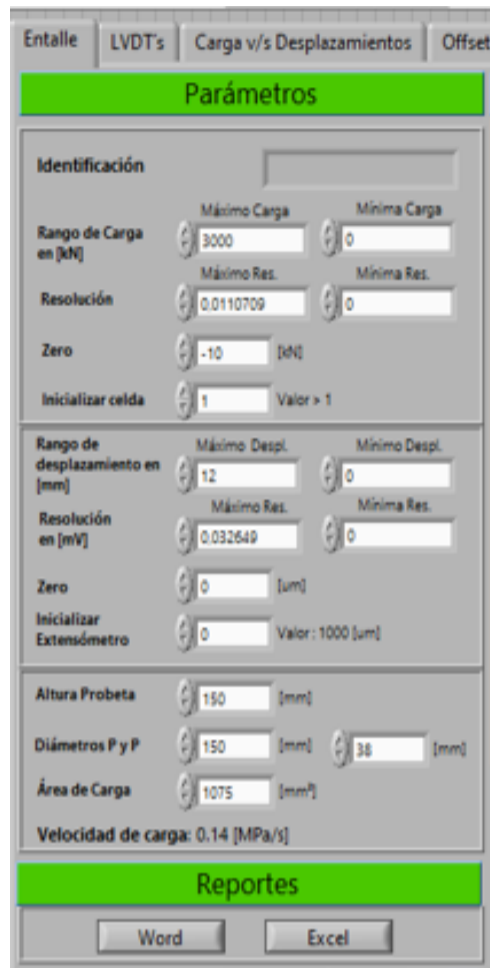 Entalle LVDT's Carga v/s Desplazamientos Offset
Parámetros
Identificación
Máximo Carga Mínima Carga
Rango de Carga
en [kN]
3000 0
Máximo Res. Mínima Res.
Resolución 0,0110709 0
Zero -10 [kN]
Inicializar celda 1 Valor > 1
Rango de
desplazamiento en
[mm]
Máximo Despl. Mínimo Despl.
12 0
Máximo Res. Mínima Res.
Resolución
en [mV]
0,032649 0
Zero 0 [um]
Inicializar
Extensómetro
0 Valor : 1000 [um]
Altura Probeta 150 [mm]
Diámetros P y P 150 [mm] 38 [mm]
Área de Carga 1075 [mm²]
Velocidad de carga: 0.14 [MPa/s]
Reportes
Word Excel